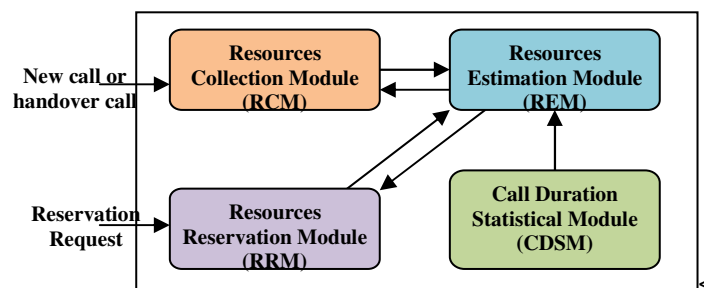 Resources
Collection Module
(RCM)
Resources
Estimation Module
(REM)
New call or
handover call
Resources
Reservation Module
(RRM)
Call Duration
Statistical Module
(CDSM)
Reservation
Request